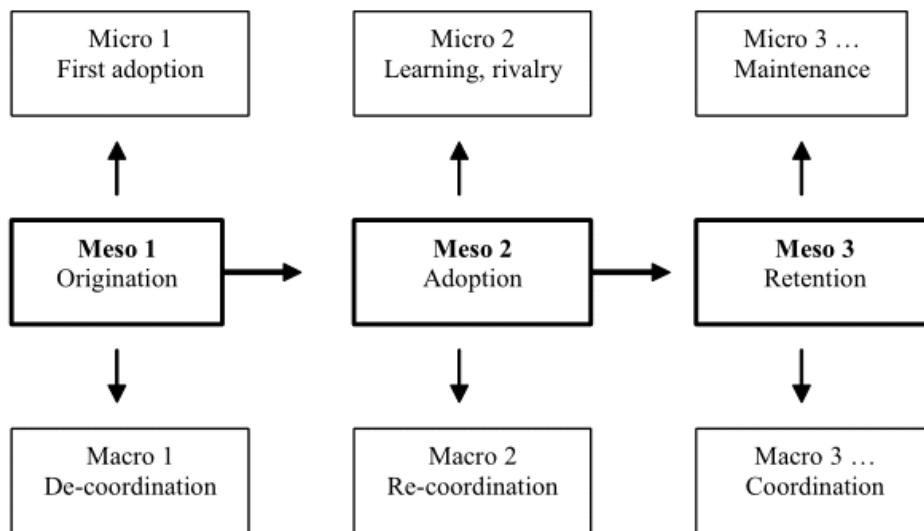 Micro 1
First adoption
Micro 2
Learning, rivalry
Micro 3 …
Maintenance
Meso 1
Origination
Meso 2
Adoption
Meso 3
Retention
Macro 1
De-coordination
Macro 2
Re-coordination
Macro 3 …
Coordination